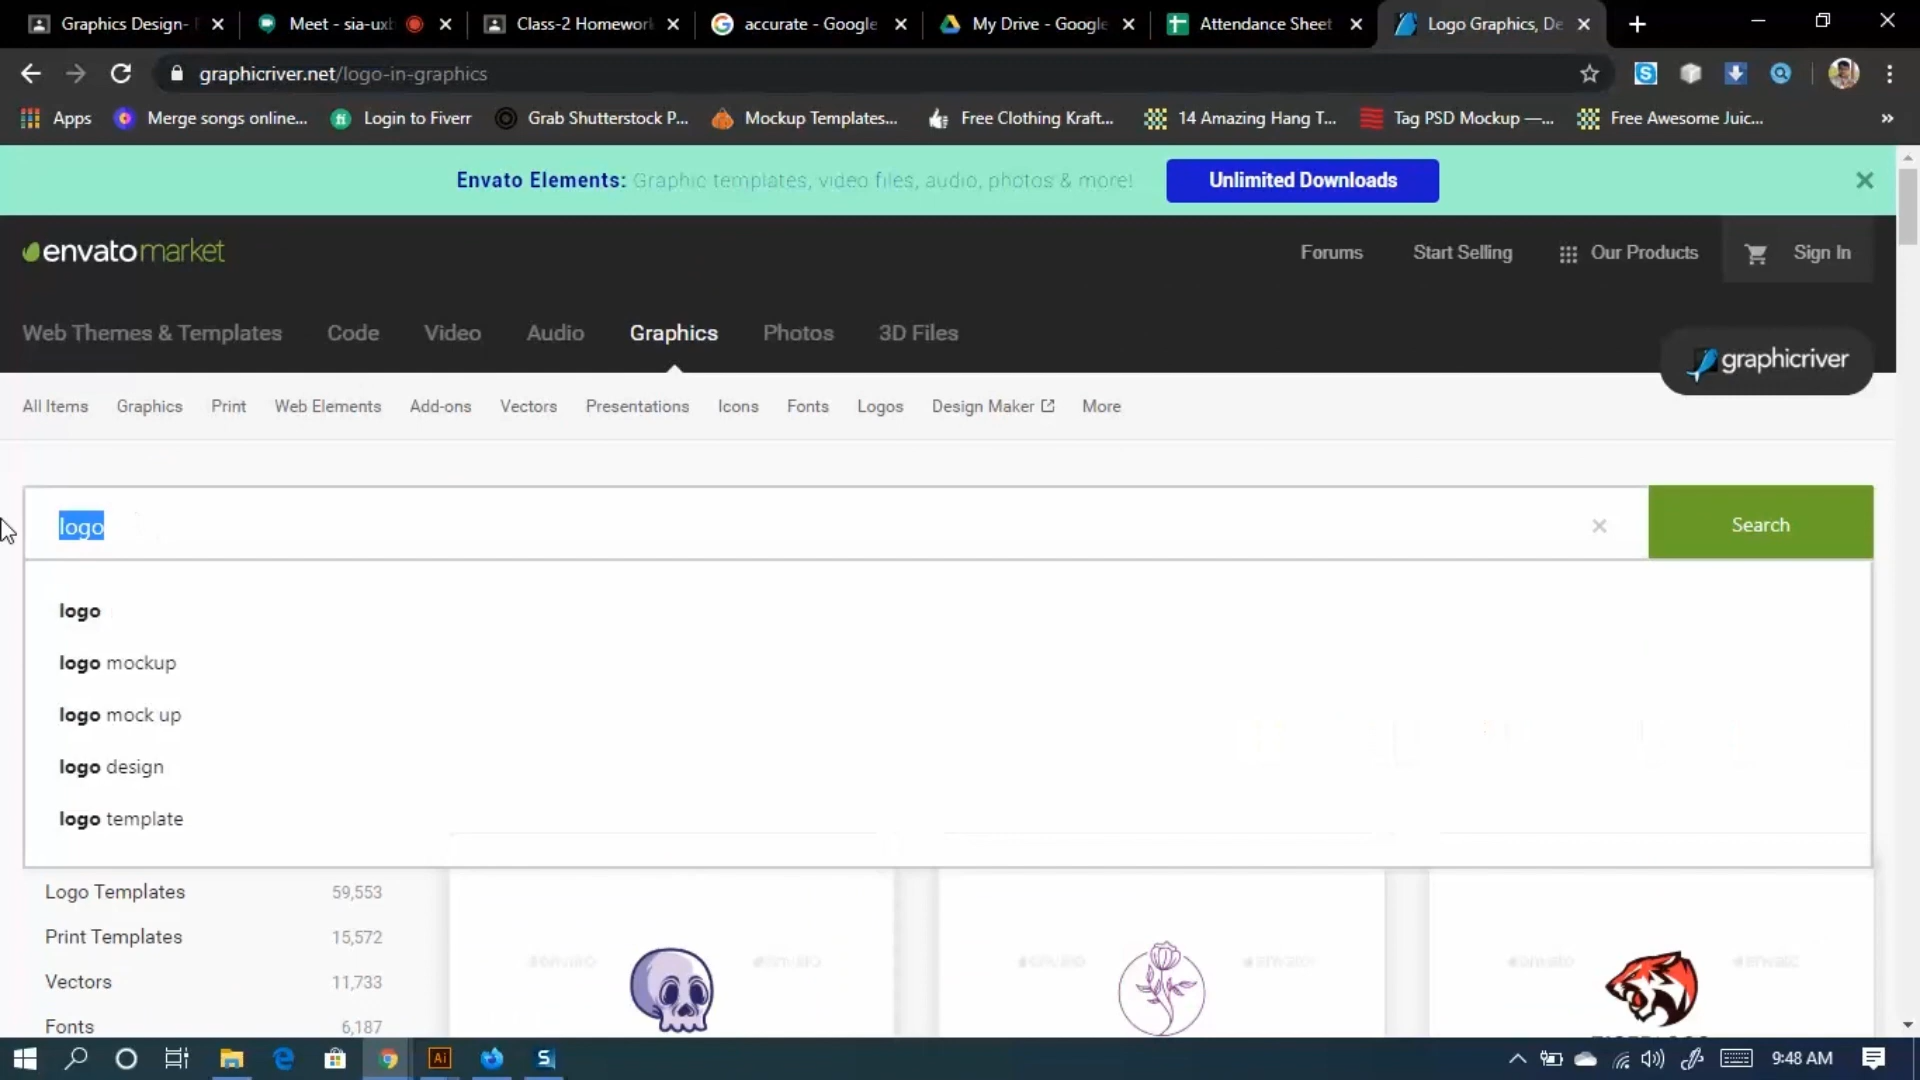 Graphics Design-
Meet - sia-uxb
Class-2 Homework
accurate - Google
My Drive - Google
Attendance Sheet
Logo Graphics, De
graphicriver.net/logo-in-graphics
Apps
Merge songs online...
Login to Fiverr
Grab Shutterstock P...
Mockup Templates...
Free Clothing Kraft...
14 Amazing Hang T...
Tag PSD Mockup —...
Free Awesome Juic...
»
Envato Elements: Graphic templates, video files, audio, photos & more!
Unlimited Downloads
envatomarket
Forums
Start Selling
Our Products
Sign In
Web Themes & Templates
Code
Video
Audio
Graphics
Photos
3D Files
graphicriver
All Items
Graphics
Print
Web Elements
Add-ons
Vectors
Presentations
Icons
Fonts
Logos
Design Maker
More
logo
Search
logo
logo mockup
logo mock up
logo design
logo template
Logo Templates 59,553
Print Templates 15,572
Vectors 11,733
Fonts 6,187
Ai
S
9:48 AM